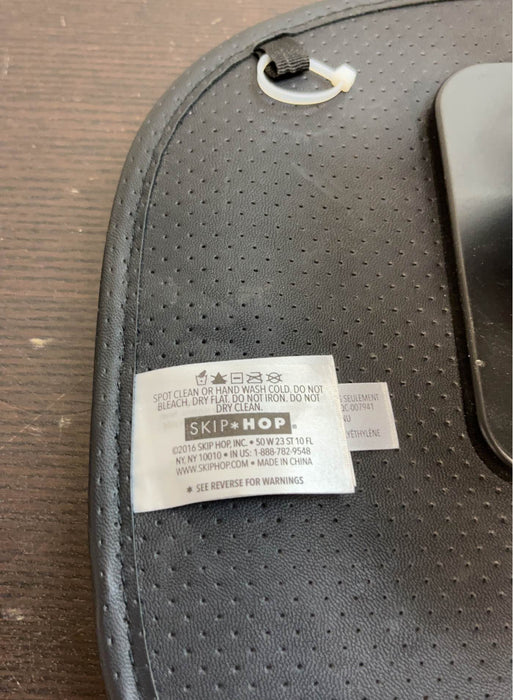 SPOT CLEAN OR HAND WASH COLD. DO NOT
BLEACH. DRY FLAT. DO NOT IRON. DO NOT
DRY CLEAN.
SKIP*HOP®
©2016 SKIP HOP, INC. • 50 W 23 ST 10 FL
NY, NY 10010 • IN US: 1-888-782-9548
WWW.SKIPHOP.COM • MADE IN CHINA
* SEE REVERSE FOR WARNINGS
SEULEMENT
QC-007941
YÉTHYLÈNE